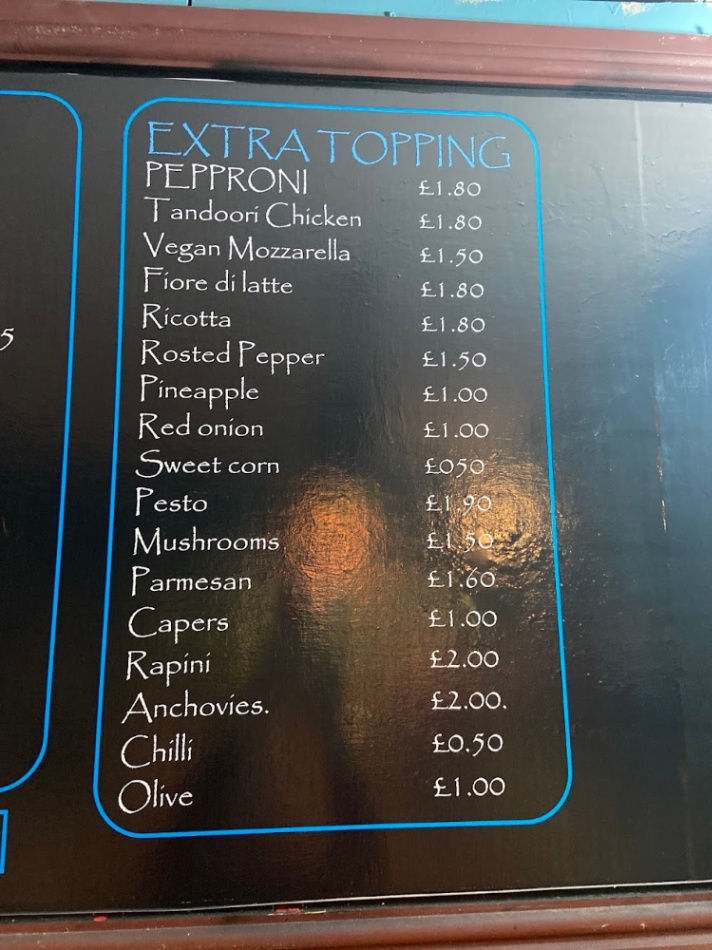 EXTRA TOPPING
PEPPRONI £1.80
Tandoori Chicken £1.80
Vegan Mozzarella £1.50
Fiore di latte £1.80
Ricotta £1.80
Rosted Pepper £1.50
Pineapple £1.00
Red onion £1.00
Sweet corn £050
Pesto £1.90
Mushrooms £1.50
Parmesan £1.60
Capers £1.00
Rapini £2.00
Anchovies. £2.00.
Chilli £0.50
Olive £1.00
5